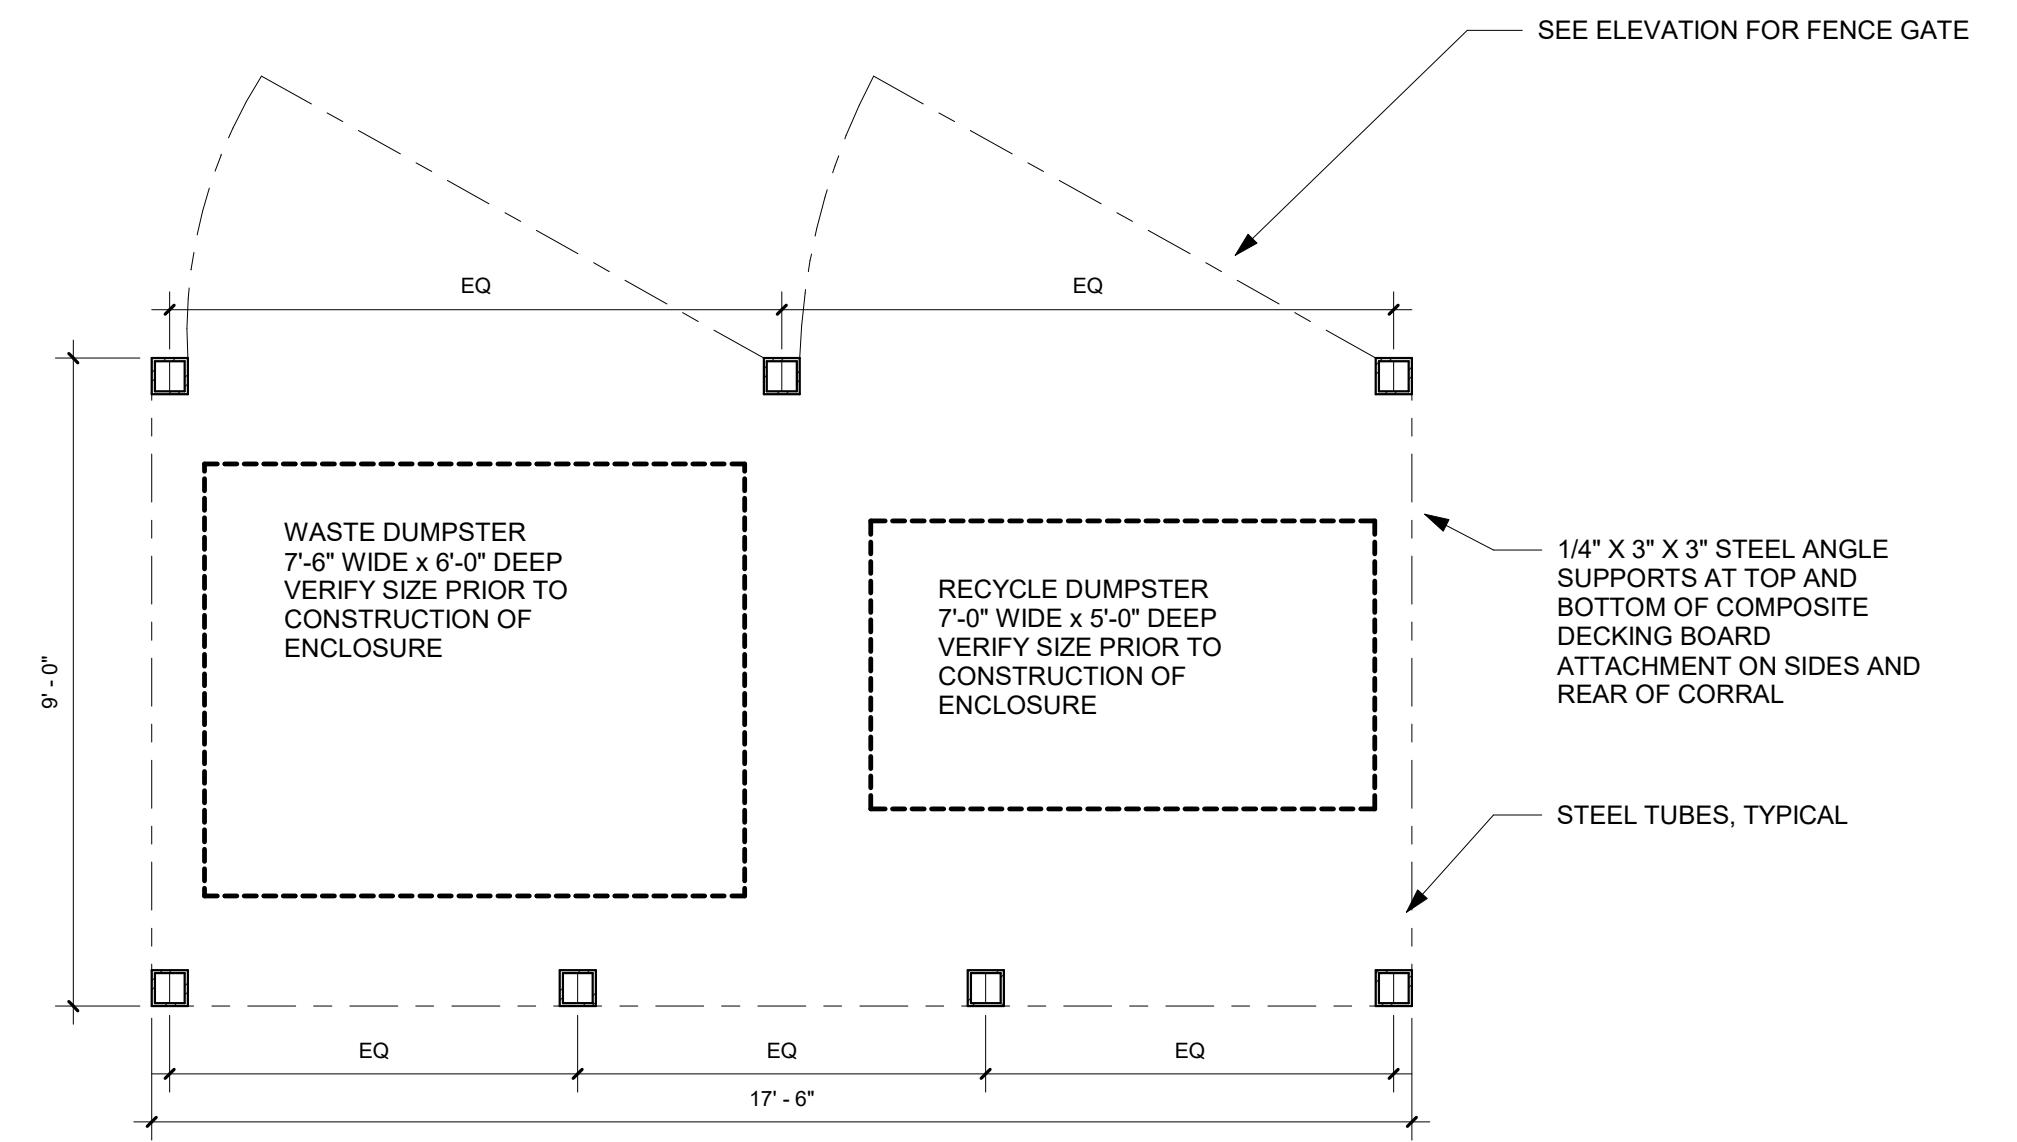 SEE ELEVATION FOR FENCE GATE
EQ
EQ
WASTE DUMPSTER
7'-6" WIDE x 6'-0" DEEP
VERIFY SIZE PRIOR TO
CONSTRUCTION OF
ENCLOSURE
RECYCLE DUMPSTER
7'-0" WIDE x 5'-0" DEEP
VERIFY SIZE PRIOR TO
CONSTRUCTION OF
ENCLOSURE
1/4" X 3" X 3" STEEL ANGLE
SUPPORTS AT TOP AND
BOTTOM OF COMPOSITE
DECKING BOARD
ATTACHMENT ON SIDES AND
REAR OF CORRAL
9' - 0"
STEEL TUBES, TYPICAL
EQ
EQ
EQ
17' - 6"